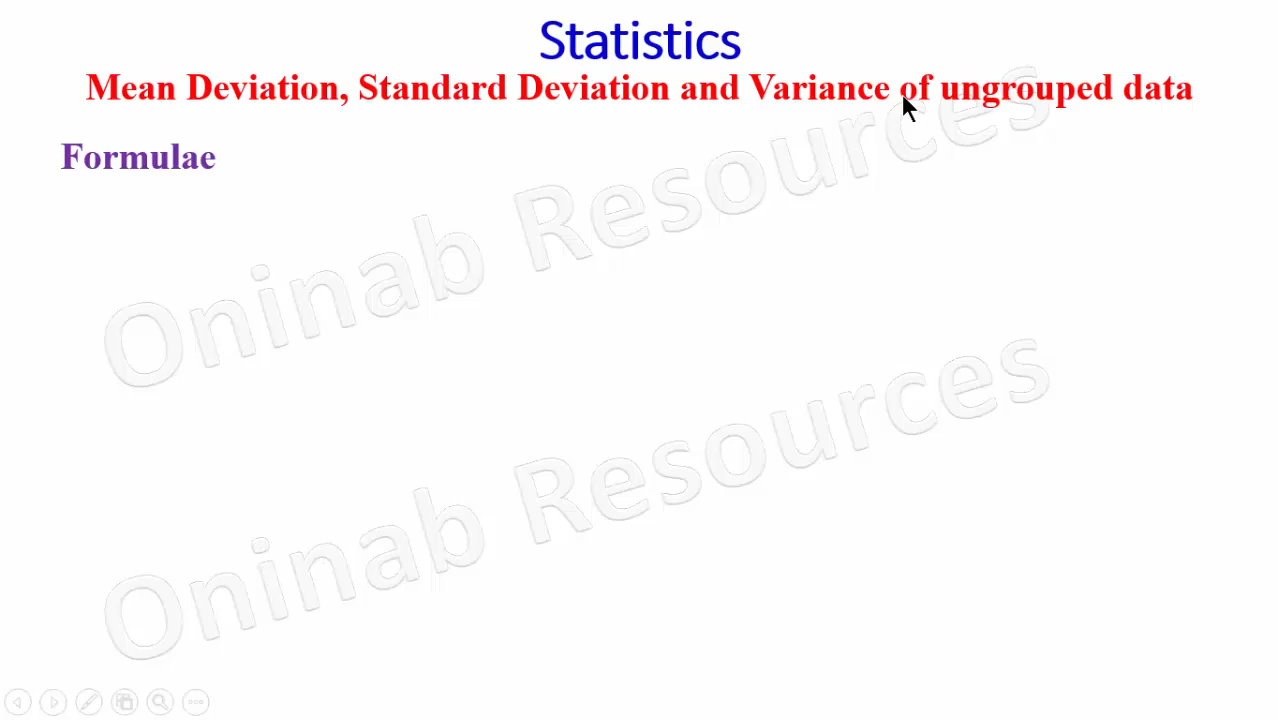 Statistics
Mean Deviation, Standard Deviation and Variance of ungrouped data
Formulae
Oninab Resources
Oninab Resources